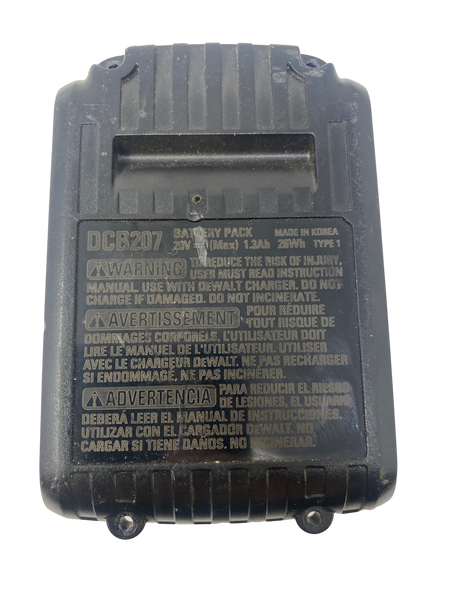 DCB207 BATTERY PACK MADE IN KOREA
20V (Max) 1.3Ah 26Wh TYPE 1
WARNING TO REDUCE THE RISK OF INJURY,
USER MUST READ INSTRUCTION
MANUAL. USE WITH DEWALT CHARGER. DO NOT
CHARGE IF DAMAGED. DO NOT INCINERATE.
AVERTISSEMENT POUR RÉDUIRE
TOUT RISQUE DE
DOMMAGES CORPORELS, L'UTILISATEUR DOIT
LIRE LE MANUEL DE L'UTILISATEUR. UTILISER
AVEC LE CHARGEUR DEWALT. NE PAS RECHARGER
SI ENDOMMAGÉ, NE PAS INCINÉRER.
ADVERTENCIA PARA REDUCIR EL RIESGO
DE LESIONES, EL USUARIO
DEBERÁ LEER EL MANUAL DE INSTRUCCIONES.
UTILIZAR CON EL CARGADOR DEWALT. NO
CARGAR SI TIENE DAÑOS. NO INCINERAR.